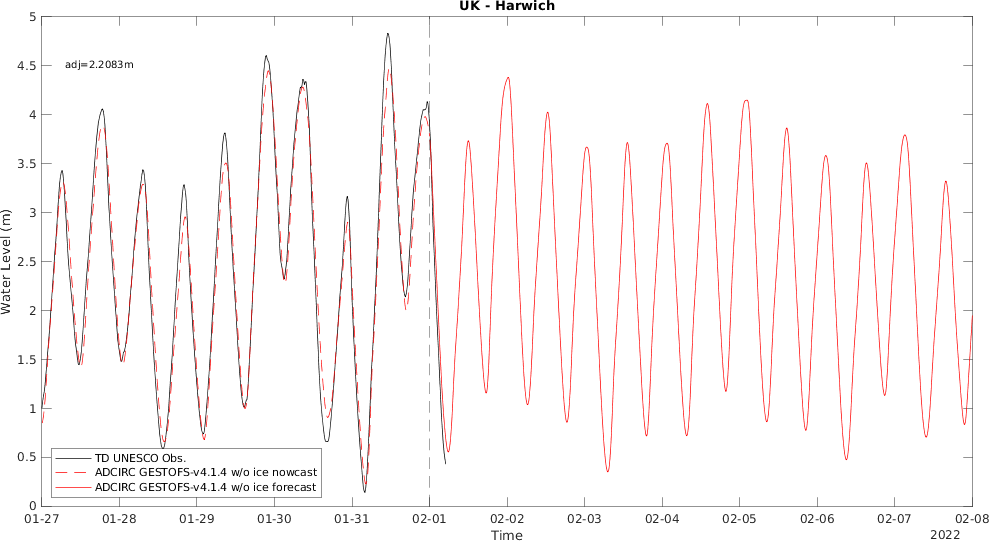 UK - Harwich
5
4.5
4
3.5
3
2.5
2
1.5
1
0.5
0
Water Level (m)
adj=2.2083m
TD UNESCO Obs.
ADCIRC GESTOFS-v4.1.4 w/o ice nowcast
ADCIRC GESTOFS-v4.1.4 w/o ice forecast
01-27 01-28 01-29 01-30 01-31 02-01 02-02 02-03 02-04 02-05 02-06 02-07 02-08
Time
2022